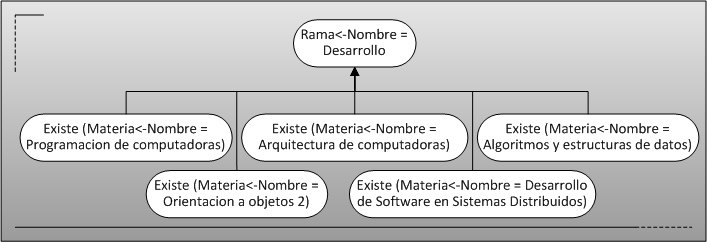 Rama<-Nombre =
Desarrollo
Existe (Materia<-Nombre =
Programacion de computadoras)
Existe (Materia<-Nombre =
Arquitectura de computadoras)
Existe (Materia<-Nombre =
Algoritmos y estructuras de datos)
Existe (Materia<-Nombre =
Orientacion a objetos 2)
Existe (Materia<-Nombre = Desarrollo
de Software en Sistemas Distribuidos)